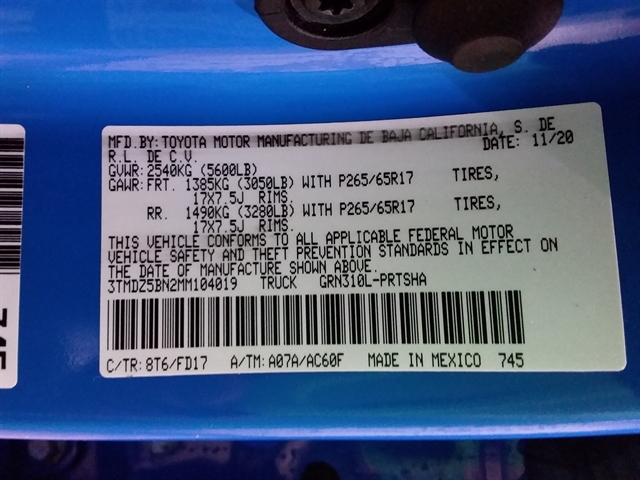 MFD.BY:TOYOTA MOTOR MANUFACTURING DE BAJA CALIFORNIA, S. DE
R.L. DE C.V. DATE: 11/20
GVWR:2540KG (5600LB)
GAWR:FRT. 1385KG (3050LB) WITH P265/65R17 TIRES,
17X7.5J RIMS.
RR. 1490KG (3280LB) WITH P265/65R17 TIRES,
17X7.5J RIMS.
THIS VEHICLE CONFORMS TO ALL APPLICABLE FEDERAL MOTOR
VEHICLE SAFETY AND THEFT PREVENTION STANDARDS IN EFFECT ON
THE DATE OF MANUFACTURE SHOWN ABOVE.
3TMDZ5BN2MM104019 TRUCK GRN310L-PRTSHA
C/TR:8T6/FD17 A/TM:A07A/AC60F MADE IN MEXICO 745
745